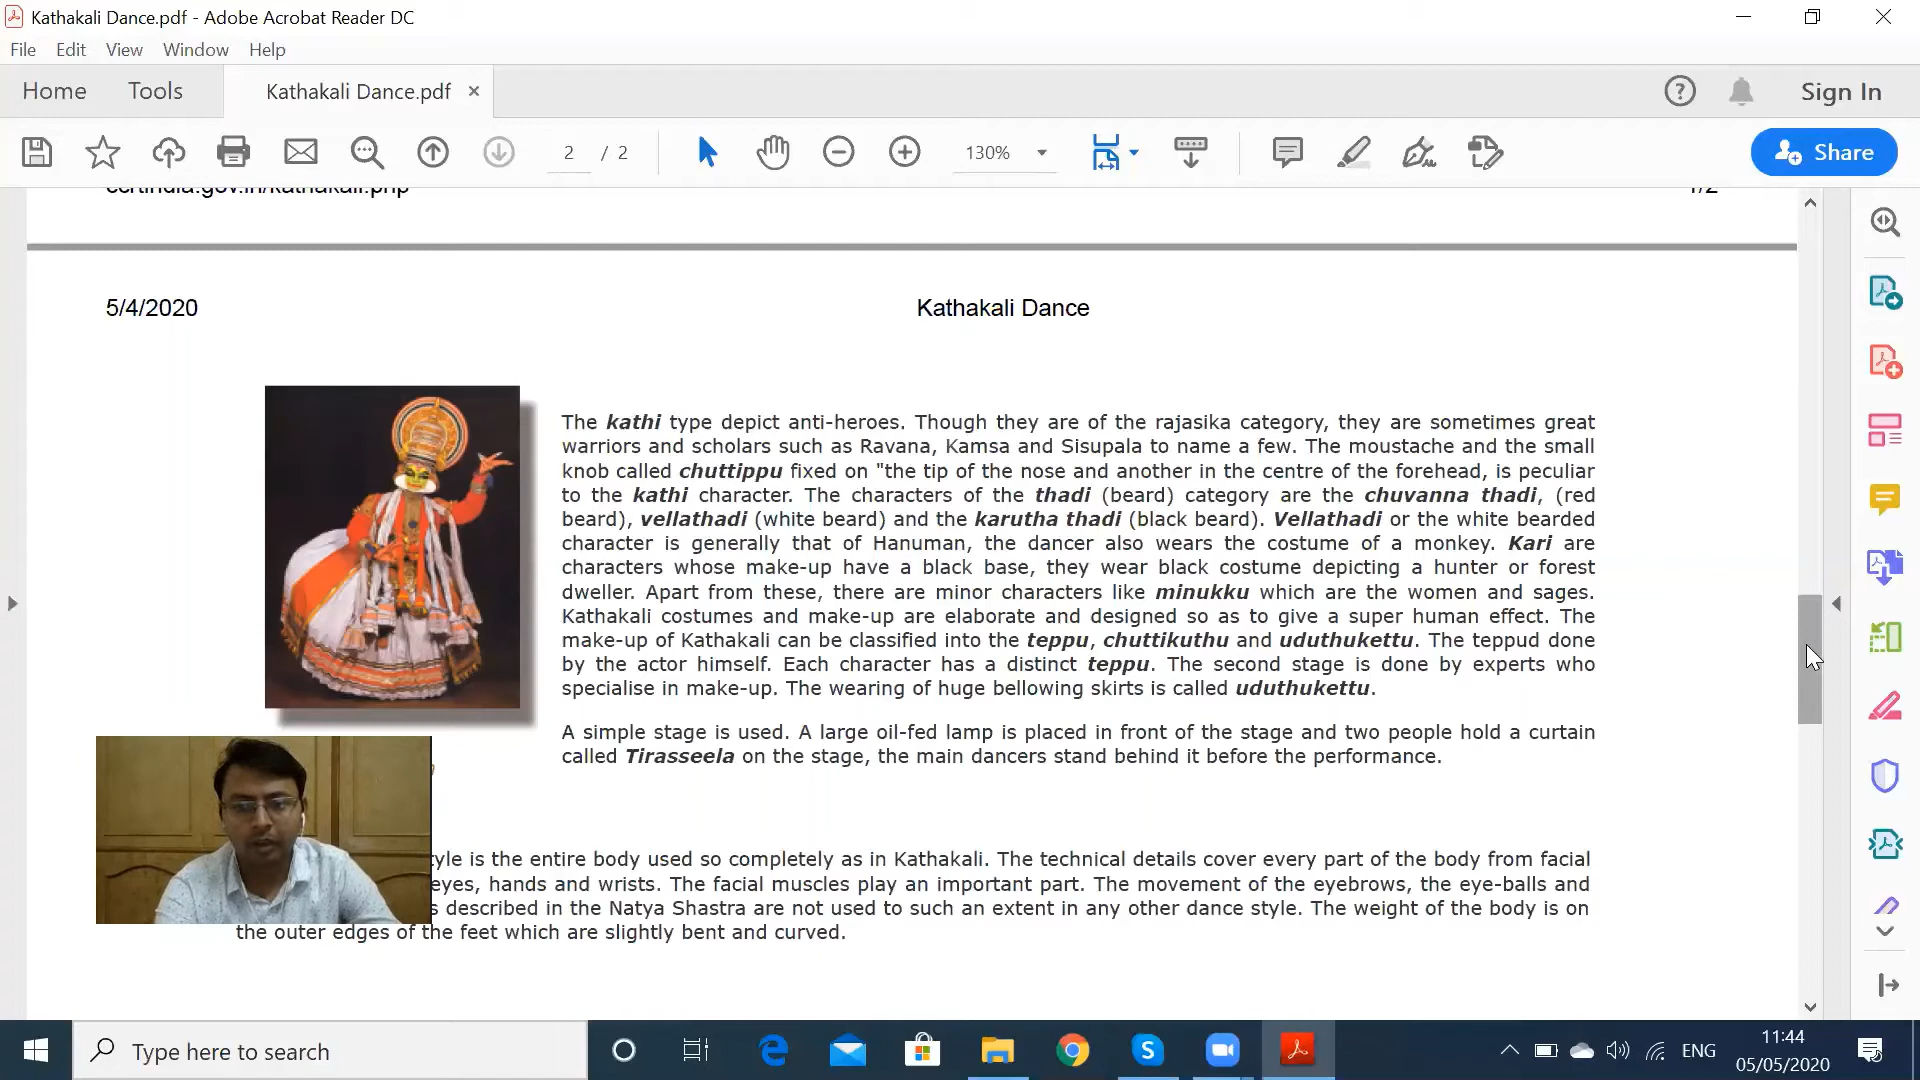 Kathakali Dance.pdf - Adobe Acrobat Reader DC
File Edit View Window Help
Home Tools Kathakali Dance.pdf × Sign In
2 / 2 130% Share
1/2
5/4/2020 Kathakali Dance
The kathi type depict anti-heroes. Though they are of the rajasika category, they are sometimes great
warriors and scholars such as Ravana, Kamsa and Sisupala to name a few. The moustache and the small
knob called chuttippu fixed on "the tip of the nose and another in the centre of the forehead, is peculiar
to the kathi character. The characters of the thadi (beard) category are the chuvanna thadi, (red
beard), vellathadi (white beard) and the karutha thadi (black beard). Vellathadi or the white bearded
character is generally that of Hanuman, the dancer also wears the costume of a monkey. Kari are
characters whose make-up have a black base, they wear black costume depicting a hunter or forest
dweller. Apart from these, there are minor characters like minukku which are the women and sages.
Kathakali costumes and make-up are elaborate and designed so as to give a super human effect. The
make-up of Kathakali can be classified into the teppu, chuttikuthu and uduthukettu. The teppud done
by the actor himself. Each character has a distinct teppu. The second stage is done by experts who
specialise in make-up. The wearing of huge bellowing skirts is called uduthukettu.
A simple stage is used. A large oil-fed lamp is placed in front of the stage and two people hold a curtain
called Tirasseela on the stage, the main dancers stand behind it before the performance.
is the entire body used so completely as in Kathakali. The technical details cover every part of the body from facial
eyes, hands and wrists. The facial muscles play an important part. The movement of the eyebrows, the eye-balls and
described in the Natya Shastra are not used to such an extent in any other dance style. The weight of the body is on
the outer edges of the feet which are slightly bent and curved.
Type here to search
ENG
11:44
05/05/2020